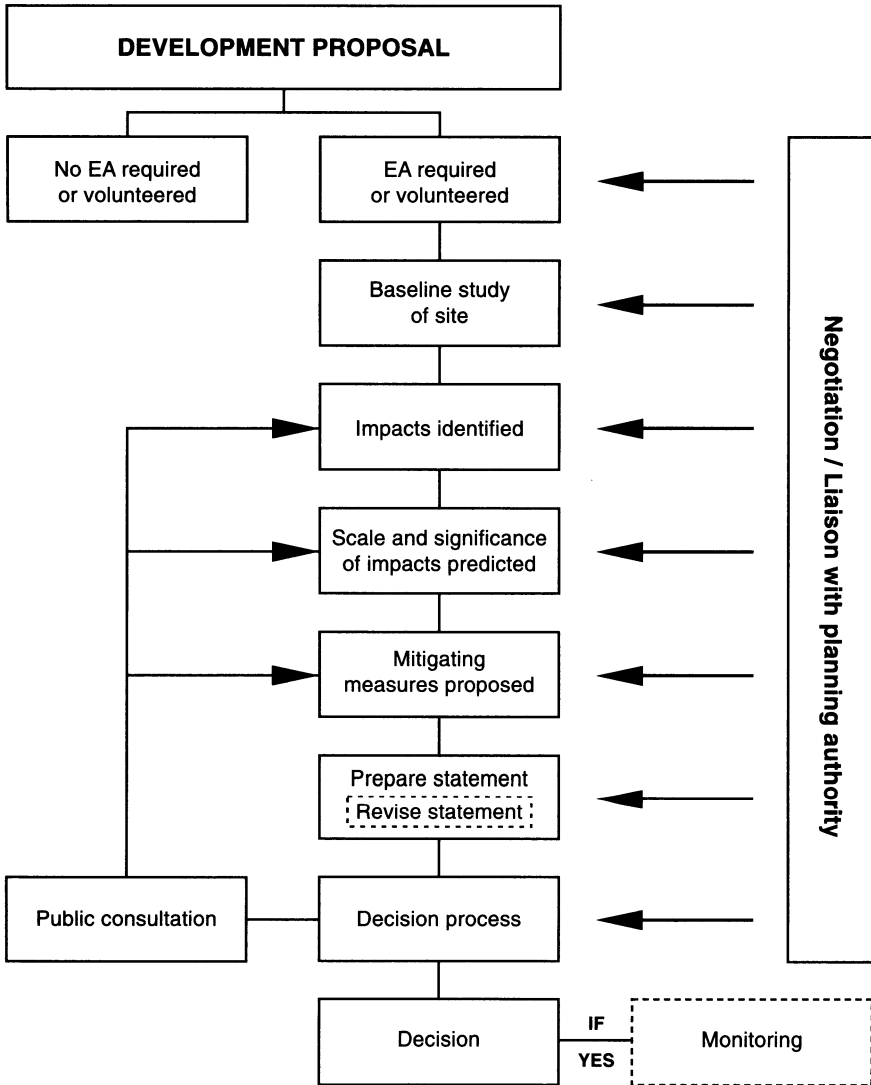 DEVELOPMENT PROPOSAL
No EA required
or volunteered
EA required
or volunteered
Baseline study
of site
Impacts identified
Scale and significance
of impacts predicted
Mitigating
measures proposed
Prepare statement
Revise statement
Public consultation
Decision process
Decision
IF
YES
Monitoring
Negotiation / Liaison with planning authority